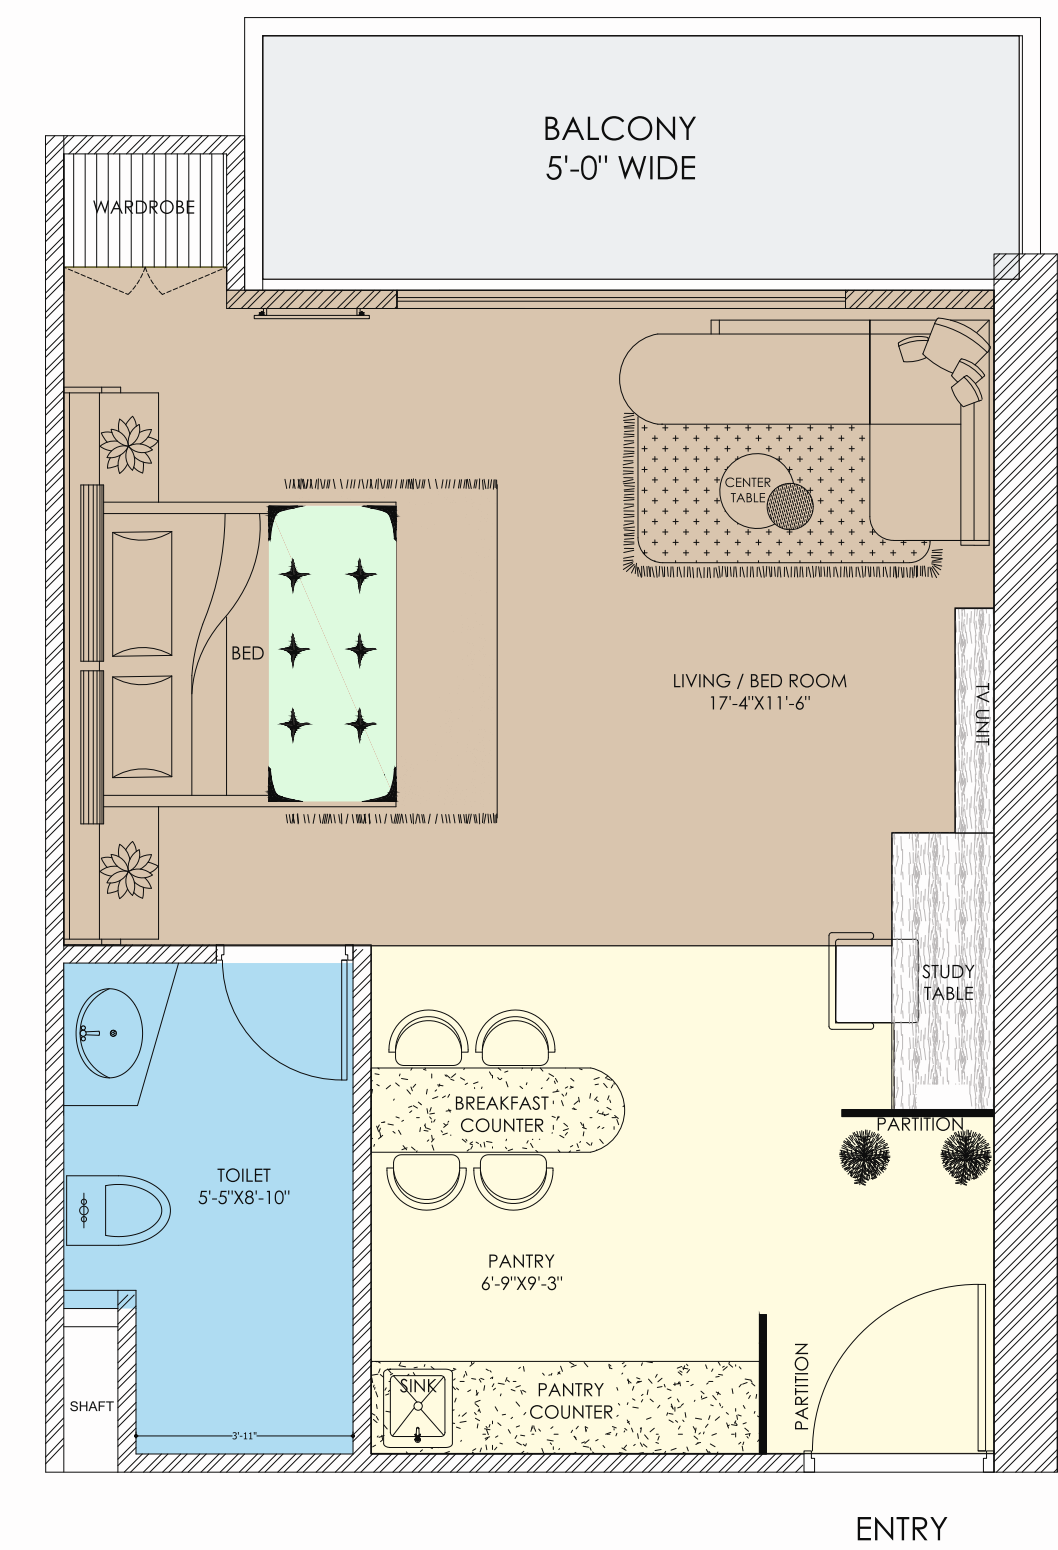 BALCONY
5'-0" WIDE
WARDROBE
CENTER
TABLE
BED
LIVING / BED ROOM
17'-4"X11'-6"
TV UNIT
STUDY
TABLE
BREAKFAST
COUNTER
PARTITION
TOILET
5'-5"X8'-10"
PANTRY
6'-9"X9'-3"
PARTITION
SINK
PANTRY
COUNTER
SHAFT
3'-11"
ENTRY